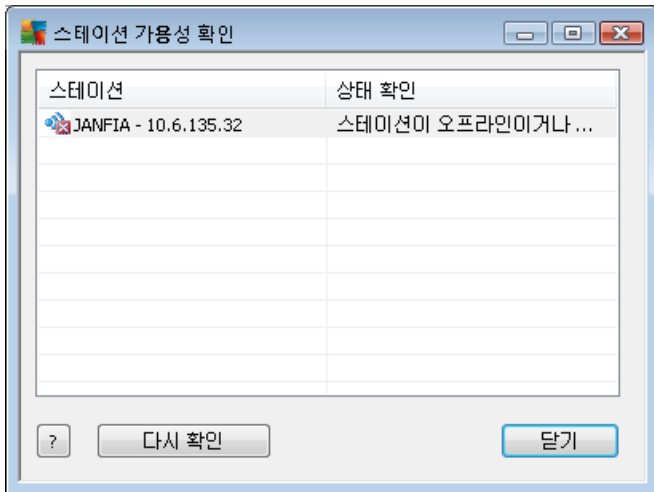 스테이션 가용성 확인
스테이션 상태 확인
JANFIA - 10.6.135.32 스테이션이 오프라인이거나 ...
? 다시 확인 닫기